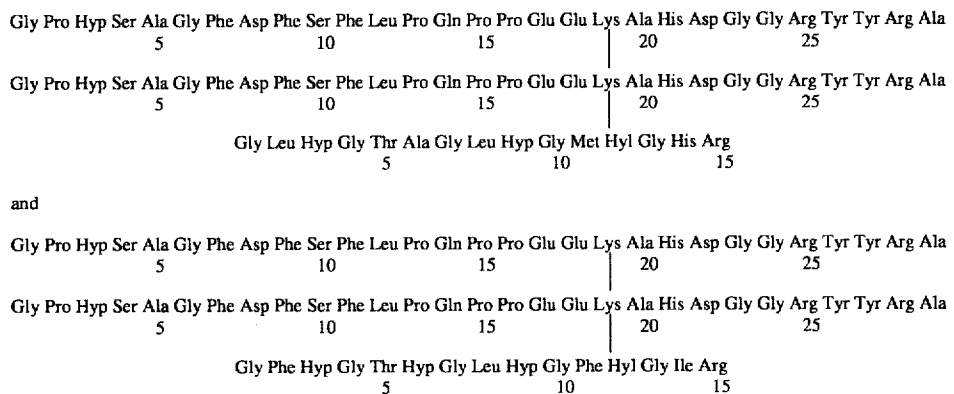 Gly Pro Hyp Ser Ala Gly Phe Asp Phe Ser Phe Leu Pro Gln Pro Pro Glu Glu Lys Ala His Asp Gly Gly Arg Tyr Tyr Arg Ala
5 10 15 20 25
Gly Pro Hyp Ser Ala Gly Phe Asp Phe Ser Phe Leu Pro Gln Pro Pro Glu Glu Lys Ala His Asp Gly Gly Arg Tyr Tyr Arg Ala
5 10 15 20 25
Gly Leu Hyp Gly Thr Ala Gly Leu Hyp Gly Met Hyl Gly His Arg
5 10 15
and
Gly Pro Hyp Ser Ala Gly Phe Asp Phe Ser Phe Leu Pro Gln Pro Pro Glu Glu Lys Ala His Asp Gly Gly Arg Tyr Tyr Arg Ala
5 10 15 20 25
Gly Pro Hyp Ser Ala Gly Phe Asp Phe Ser Phe Leu Pro Gln Pro Pro Glu Glu Lys Ala His Asp Gly Gly Arg Tyr Tyr Arg Ala
5 10 15 20 25
Gly Phe Hyp Gly Thr Hyp Gly Leu Hyp Gly Phe Hyl Gly Ile Arg
5 10 15